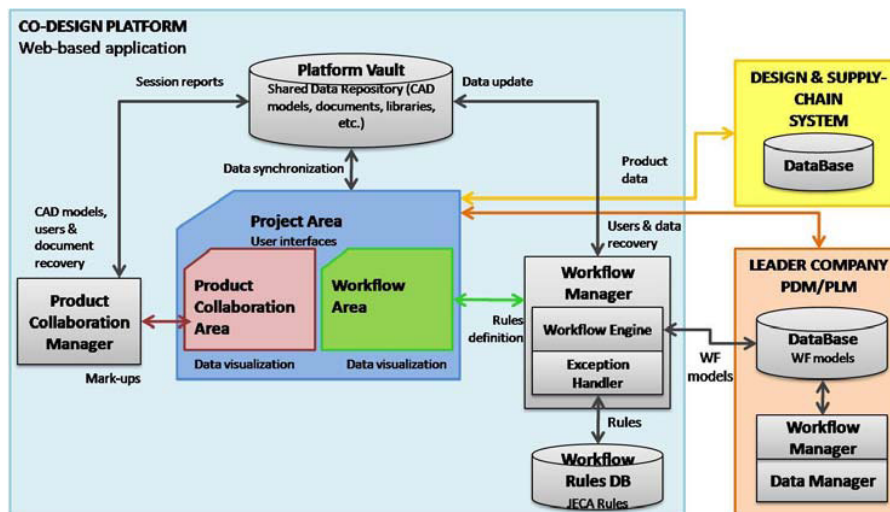 CO-DESIGN PLATFORM
Web-based application
Session reports
Platform Vault
Shared Data Repository (CAD
models, documents, libraries,
etc.)
Data update
DESIGN & SUPPLY-
CHAIN
SYSTEM
DataBase
Data synchronization
Product
data
CAD models,
users &
document
recovery
Project Area
User interfaces
Users & data
recovery
Product
Collaboration
Manager
Product
Collaboration
Area
Workflow
Area
Rules
definition
Workflow
Manager
Workflow Engine
Exception
Handler
LEADER COMPANY
PDM/PLM
DataBase
WF models
WF
models
Mark-ups
Data visualization
Data visualization
Rules
Workflow
Rules DB
JECA Rules
Workflow
Manager
Data Manager